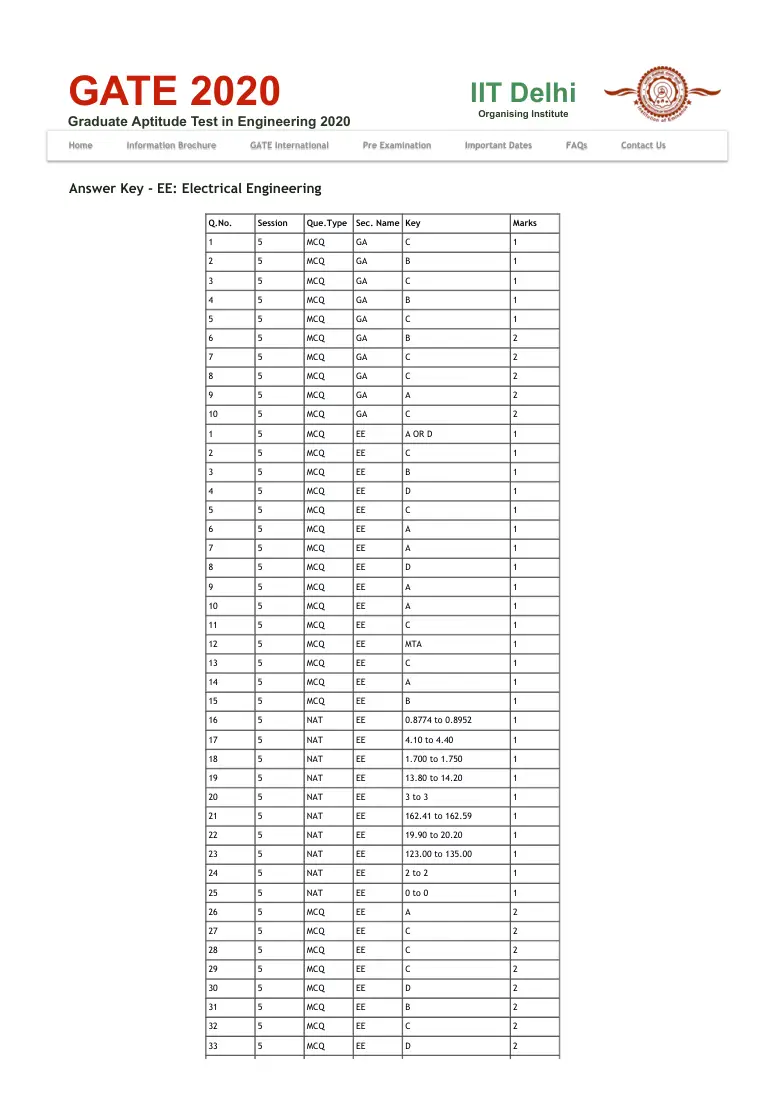 GATE 2020
Graduate Aptitude Test in Engineering 2020
IIT Delhi
Organising Institute
Home Information Brochure GATE International Pre Examination Important Dates FAQs Contact Us
Answer Key - EE: Electrical Engineering
Q.No. Session Que.Type Sec. Name Key Marks
1 5 MCQ GA C 1
2 5 MCQ GA B 1
3 5 MCQ GA C 1
4 5 MCQ GA B 1
5 5 MCQ GA C 1
6 5 MCQ GA B 2
7 5 MCQ GA C 2
8 5 MCQ GA C 2
9 5 MCQ GA A 2
10 5 MCQ GA C 2
1 5 MCQ EE A OR D 1
2 5 MCQ EE C 1
3 5 MCQ EE B 1
4 5 MCQ EE D 1
5 5 MCQ EE C 1
6 5 MCQ EE A 1
7 5 MCQ EE A 1
8 5 MCQ EE D 1
9 5 MCQ EE A 1
10 5 MCQ EE A 1
11 5 MCQ EE C 1
12 5 MCQ EE MTA 1
13 5 MCQ EE C 1
14 5 MCQ EE A 1
15 5 MCQ EE B 1
16 5 NAT EE 0.8774 to 0.8952 1
17 5 NAT EE 4.10 to 4.40 1
18 5 NAT EE 1.700 to 1.750 1
19 5 NAT EE 13.80 to 14.20 1
20 5 NAT EE 3 to 3 1
21 5 NAT EE 162.41 to 162.59 1
22 5 NAT EE 19.90 to 20.20 1
23 5 NAT EE 123.00 to 135.00 1
24 5 NAT EE 2 to 2 1
25 5 NAT EE 0 to 0 1
26 5 MCQ EE A 2
27 5 MCQ EE C 2
28 5 MCQ EE C 2
29 5 MCQ EE C 2
30 5 MCQ EE D 2
31 5 MCQ EE B 2
32 5 MCQ EE C 2
33 5 MCQ EE D 2